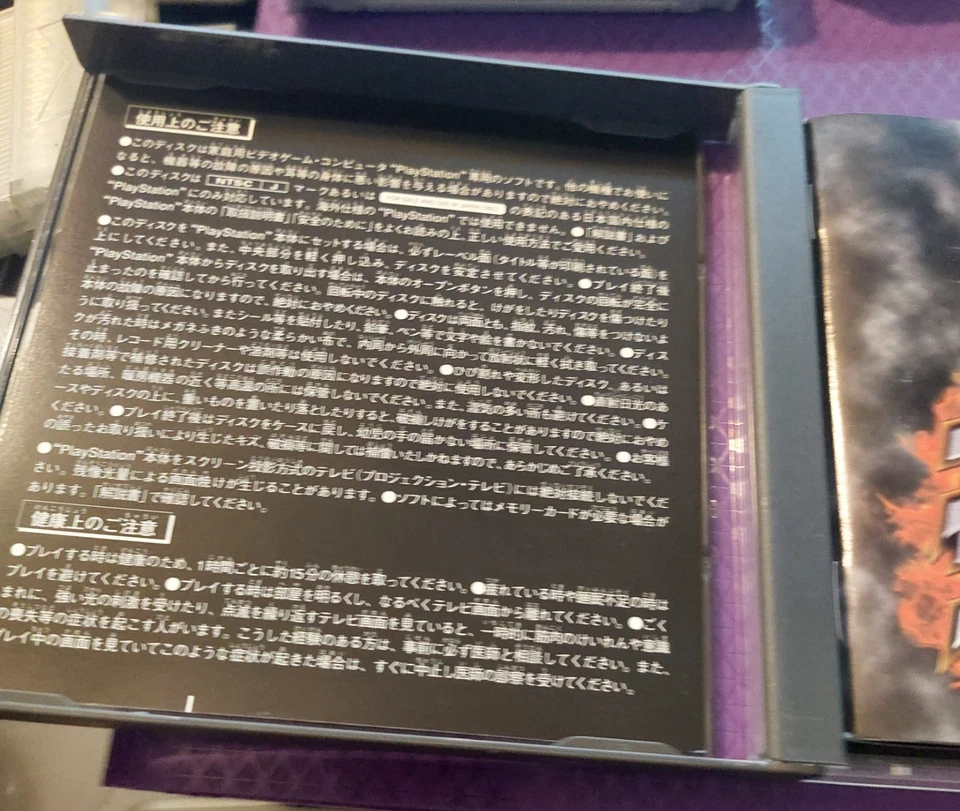 使用上のご注意
●このディスクは家庭用ビデオゲーム・コンピュータ"PlayStation"専用のソフトです。他の機種でお使いに
なると、機器等の故障の原因や耳等の身体に悪い影響を与える場合がありますので絶対におやめください。
●このディスクは NTSC J マークあるいは の表記のある日本国内仕様の
"PlayStation"にのみ対応しています。海外仕様の"PlayStation"では使用できません。●「解説書」および
"PlayStation"本体の「取扱説明書」「安全のために」をよくお読みの上、正しい使用方法でご愛用ください。
●このディスクを"PlayStation"本体にセットする場合は、必ずレーベル面(タイトル等が印刷されている面)を
上にしてください。また、中央部分を軽く押し込み、ディスクを安定させてください。●プレイ終了後
"PlayStation"本体からディスクを取り出す場合は、本体のオープンボタンを押し、ディスクの回転が完全に
止まったのを確認してから行ってください。回転中のディスクに触れると、けがをしたりディスクを傷つけたり
本体の故障の原因になりますので、絶対におやめください。●ディスクは両面とも、指紋、汚れ、傷等をつけないよ
うに取り扱ってください。またシール等を貼付したり、鉛筆、ペン等で文字や絵を書かないでください。●ディス
クが汚れた時はメガネふきのような柔らかい布で、内周から外周に向かって放射状に軽く拭き取ってください。
その時、レコード用クリーナーや溶剤等は使用しないでください。●ひび割れや変形したディスク、あるいは
接着剤等で補修されたディスクは誤作動の原因になりますので絶対に使用しないでください。●直射日光のあ
たる場所、暖房機器の近く等高温の所には保管しないでください。また、湿気の多い所も避けてください。●ケ
ースやディスクの上に、重いものを置いたり落としたりすると、破損しけがをすることがありますので絶対におやめ
ください。●プレイ終了後はディスクをケースに戻し、幼児の手の届かない場所に保管してください。●お客様
の誤ったお取り扱いにより生じたキズ、破損等に関しては補償いたしかねますので、あらかじめご了承ください。
●"PlayStation"本体をスクリーン投影方式のテレビ(プロジェクション・テレビ)には絶対接続しないでくだ
さい。残像光量による画面焼けが生じることがあります。●ソフトによってはメモリーカードが必要な場合が
あります。「解説書」で確認してください。
健康上のご注意
●プレイする時は健康のため、1時間ごとに約15分の休憩を取ってください。●疲れている時や睡眠不足の時は
プレイを避けてください。●プレイする時は部屋を明るくし、なるべくテレビ画面から離れてください。●ごく
まれに、強い光の刺激を受けたり、点滅を繰り返すテレビ画面を見ていると、一時的に筋肉のけいれんや意識
の喪失等の症状を起こす人がいます。こうした経験のある方は、事前に必ず医師と相談してください。また、
プレイ中の画面を見ていてこのような症状が起きた場合は、すぐに中止し医師の診察を受けてください。